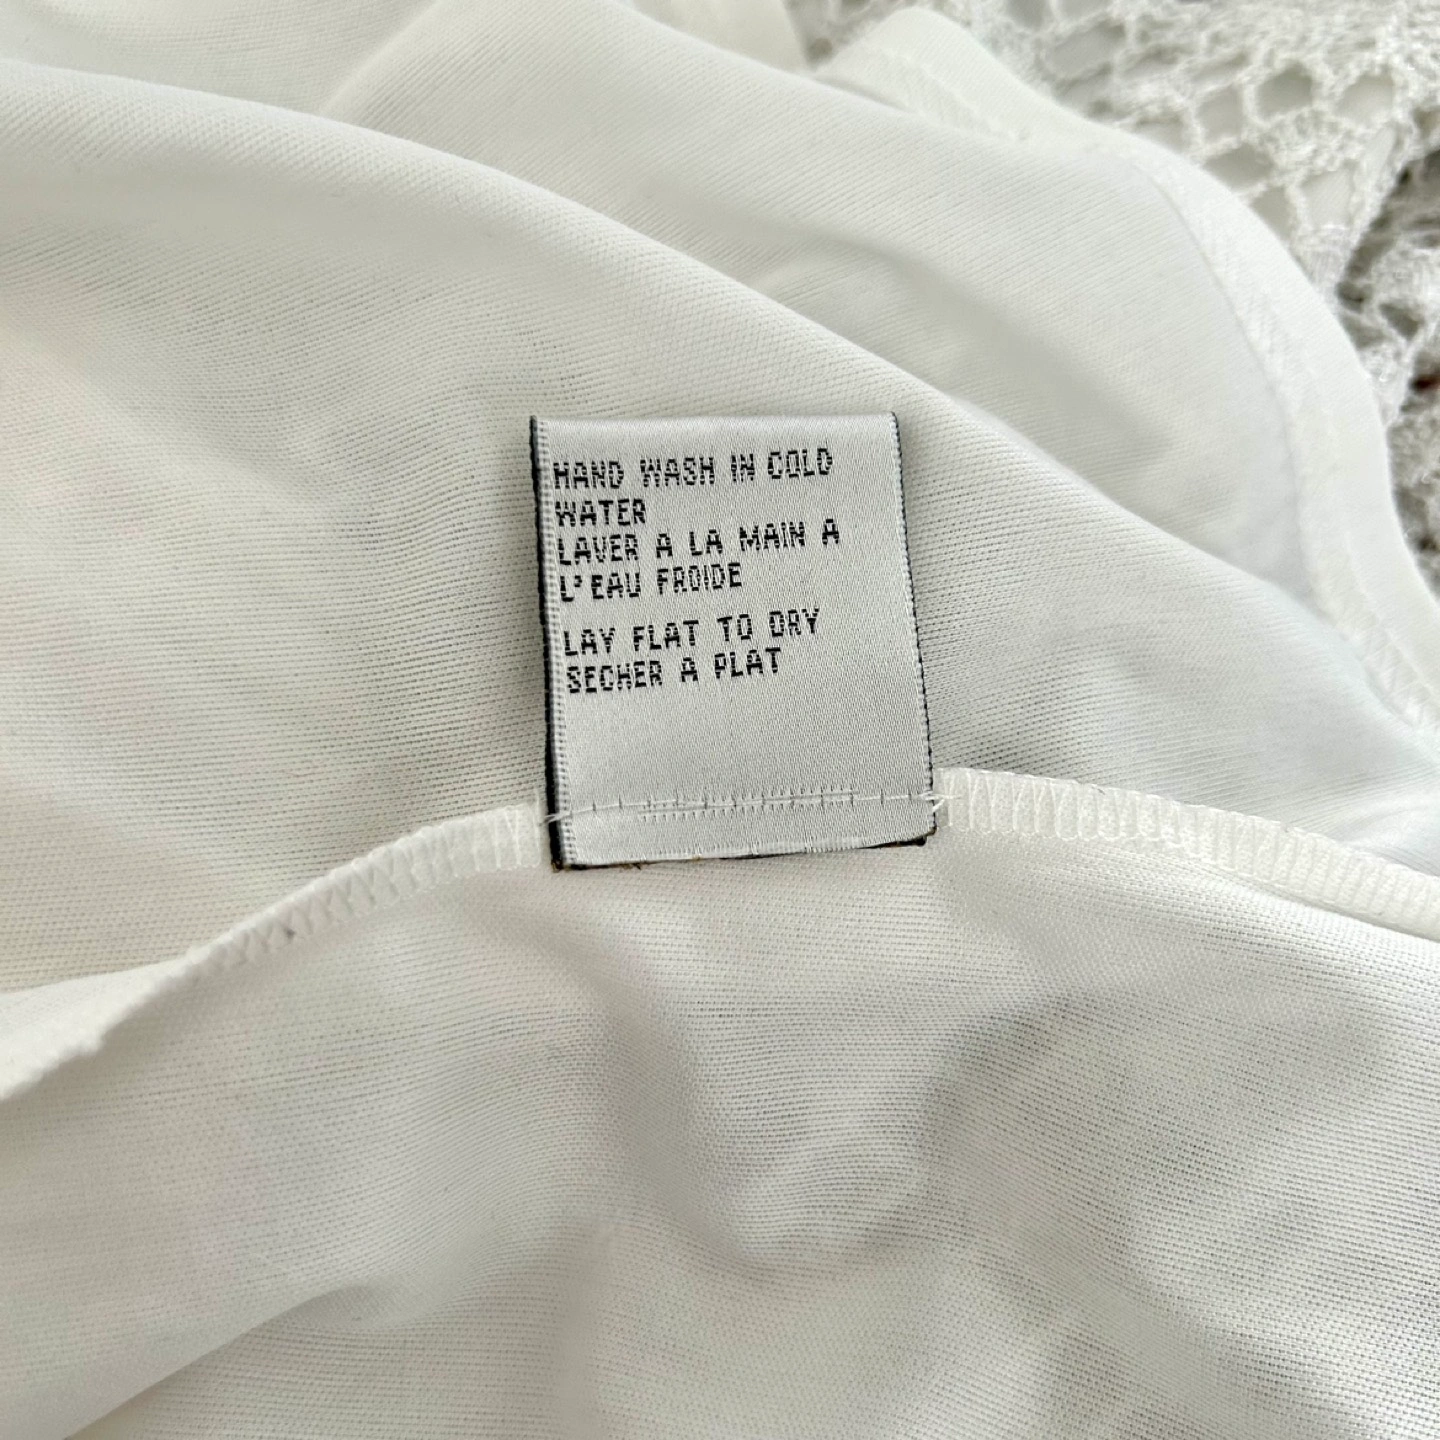 HAND WASH IN COLD
WATER
LAVER A LA MAIN A
L'EAU FROIDE
LAY FLAT TO DRY
SECHER A PLAT